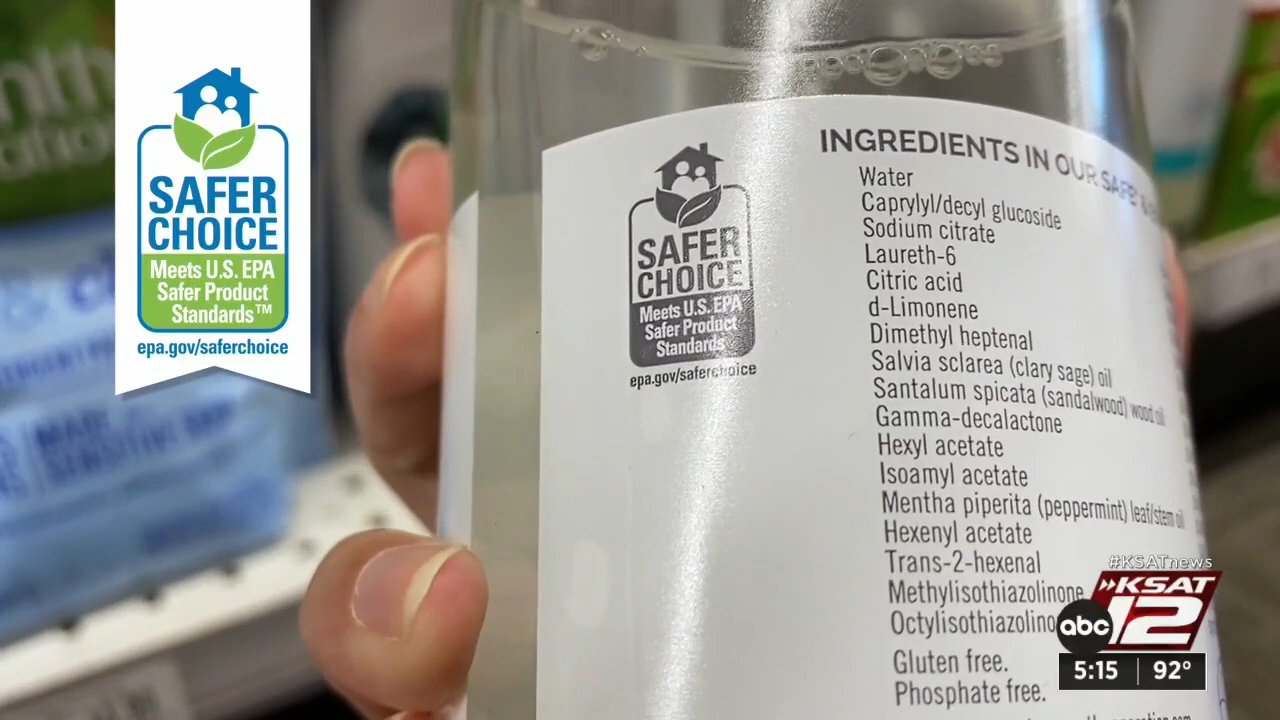 SAFER
CHOICE
Meets U.S. EPA
Safer Product
Standards™
epa.gov/saferchoice
INGREDIENTS IN OUR
Water
Caprylyl/decyl glucoside
Sodium citrate
Laureth-6
Citric acid
d-Limonene
Dimethyl heptenal
Salvia sclarea (clary sage) oil
Santalum spicata (sandalwood) wood oil
Gamma-decalactone
Hexyl acetate
Isoamyl acetate
Mentha piperita (peppermint) leaf/stem oil
Hexenyl acetate
Trans-2-hexenal
Methylisothiazolinone
Octylisothiazolino
Gluten free.
Phosphate free.
SAFER
CHOICE
Meets U.S. EPA
Safer Product
Standards
epa.gov/saferchoice
#KSATnews
KSAT
abc 12
5:15 92°